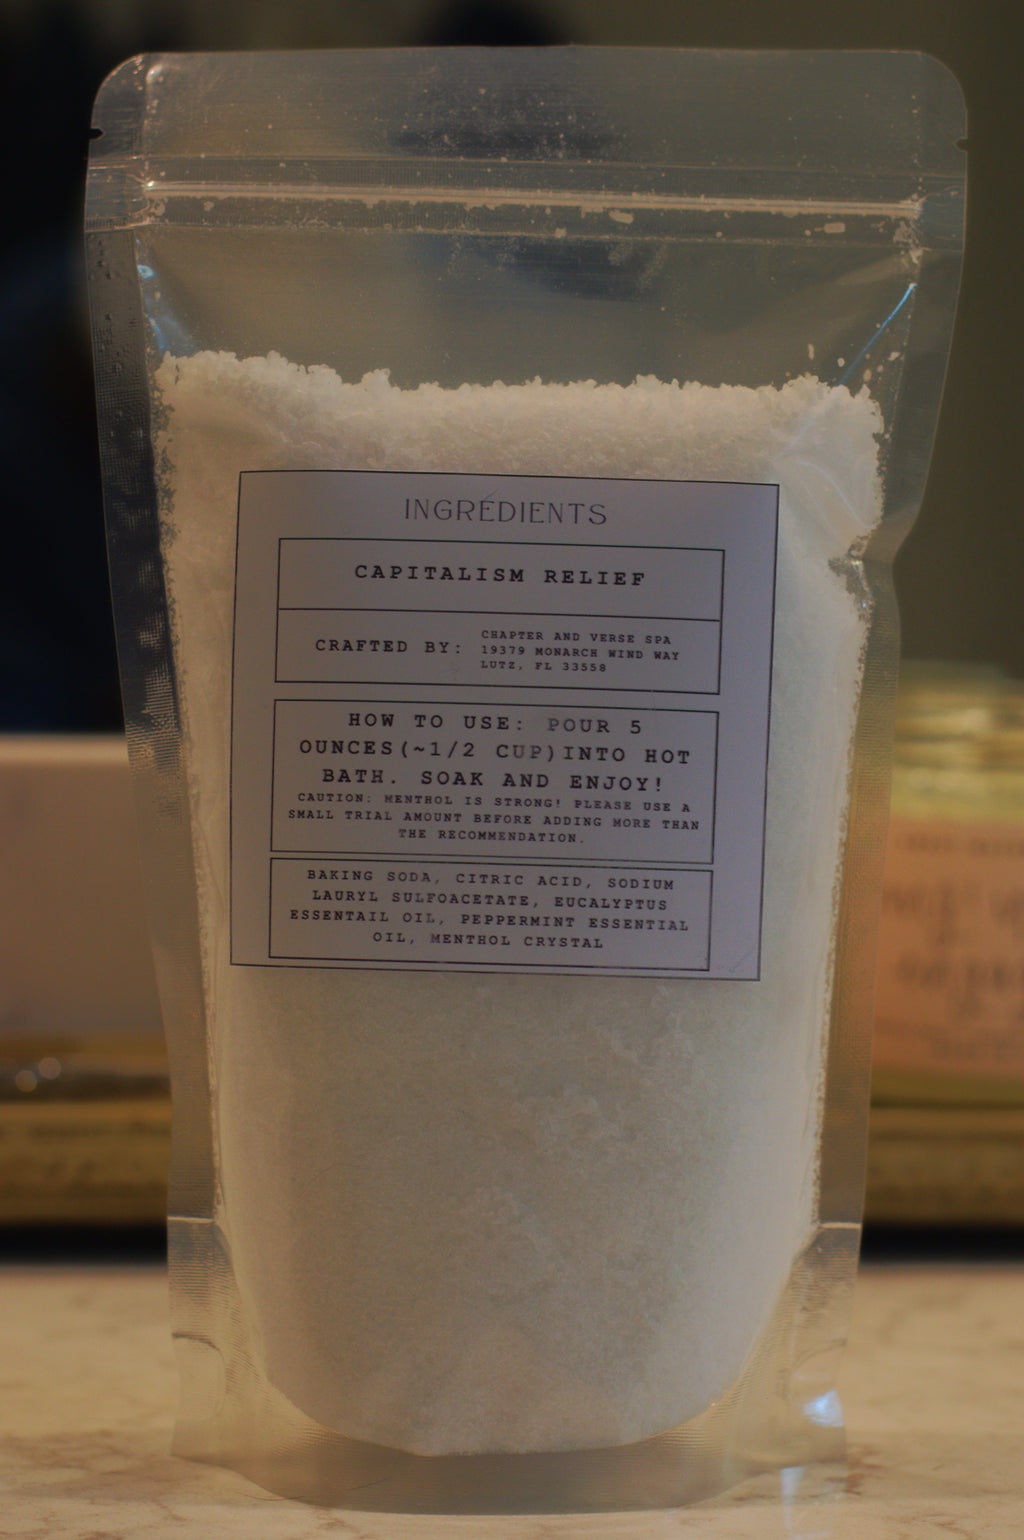 INGRÉDIENTS
CAPITALISM RELIEF
CRAFTED BY:
CHAPTER AND VERSE SPA
19379 MONARCH WIND WAY
LUTZ, FL 33558
HOW TO USE: POUR 5
OUNCES(~1/2 CUP)INTO HOT
BATH. SOAK AND ENJOY!
CAUTION: MENTHOL IS STRONG! PLEASE USE A
SMALL TRIAL AMOUNT BEFORE ADDING MORE THAN
THE RECOMMENDATION.
BAKING SODA, CITRIC ACID, SODIUM
LAURYL SULFOACETATE, EUCALYPTUS
ESSENTAIL OIL, PEPPERMINT ESSENTIAL
OIL, MENTHOL CRYSTAL